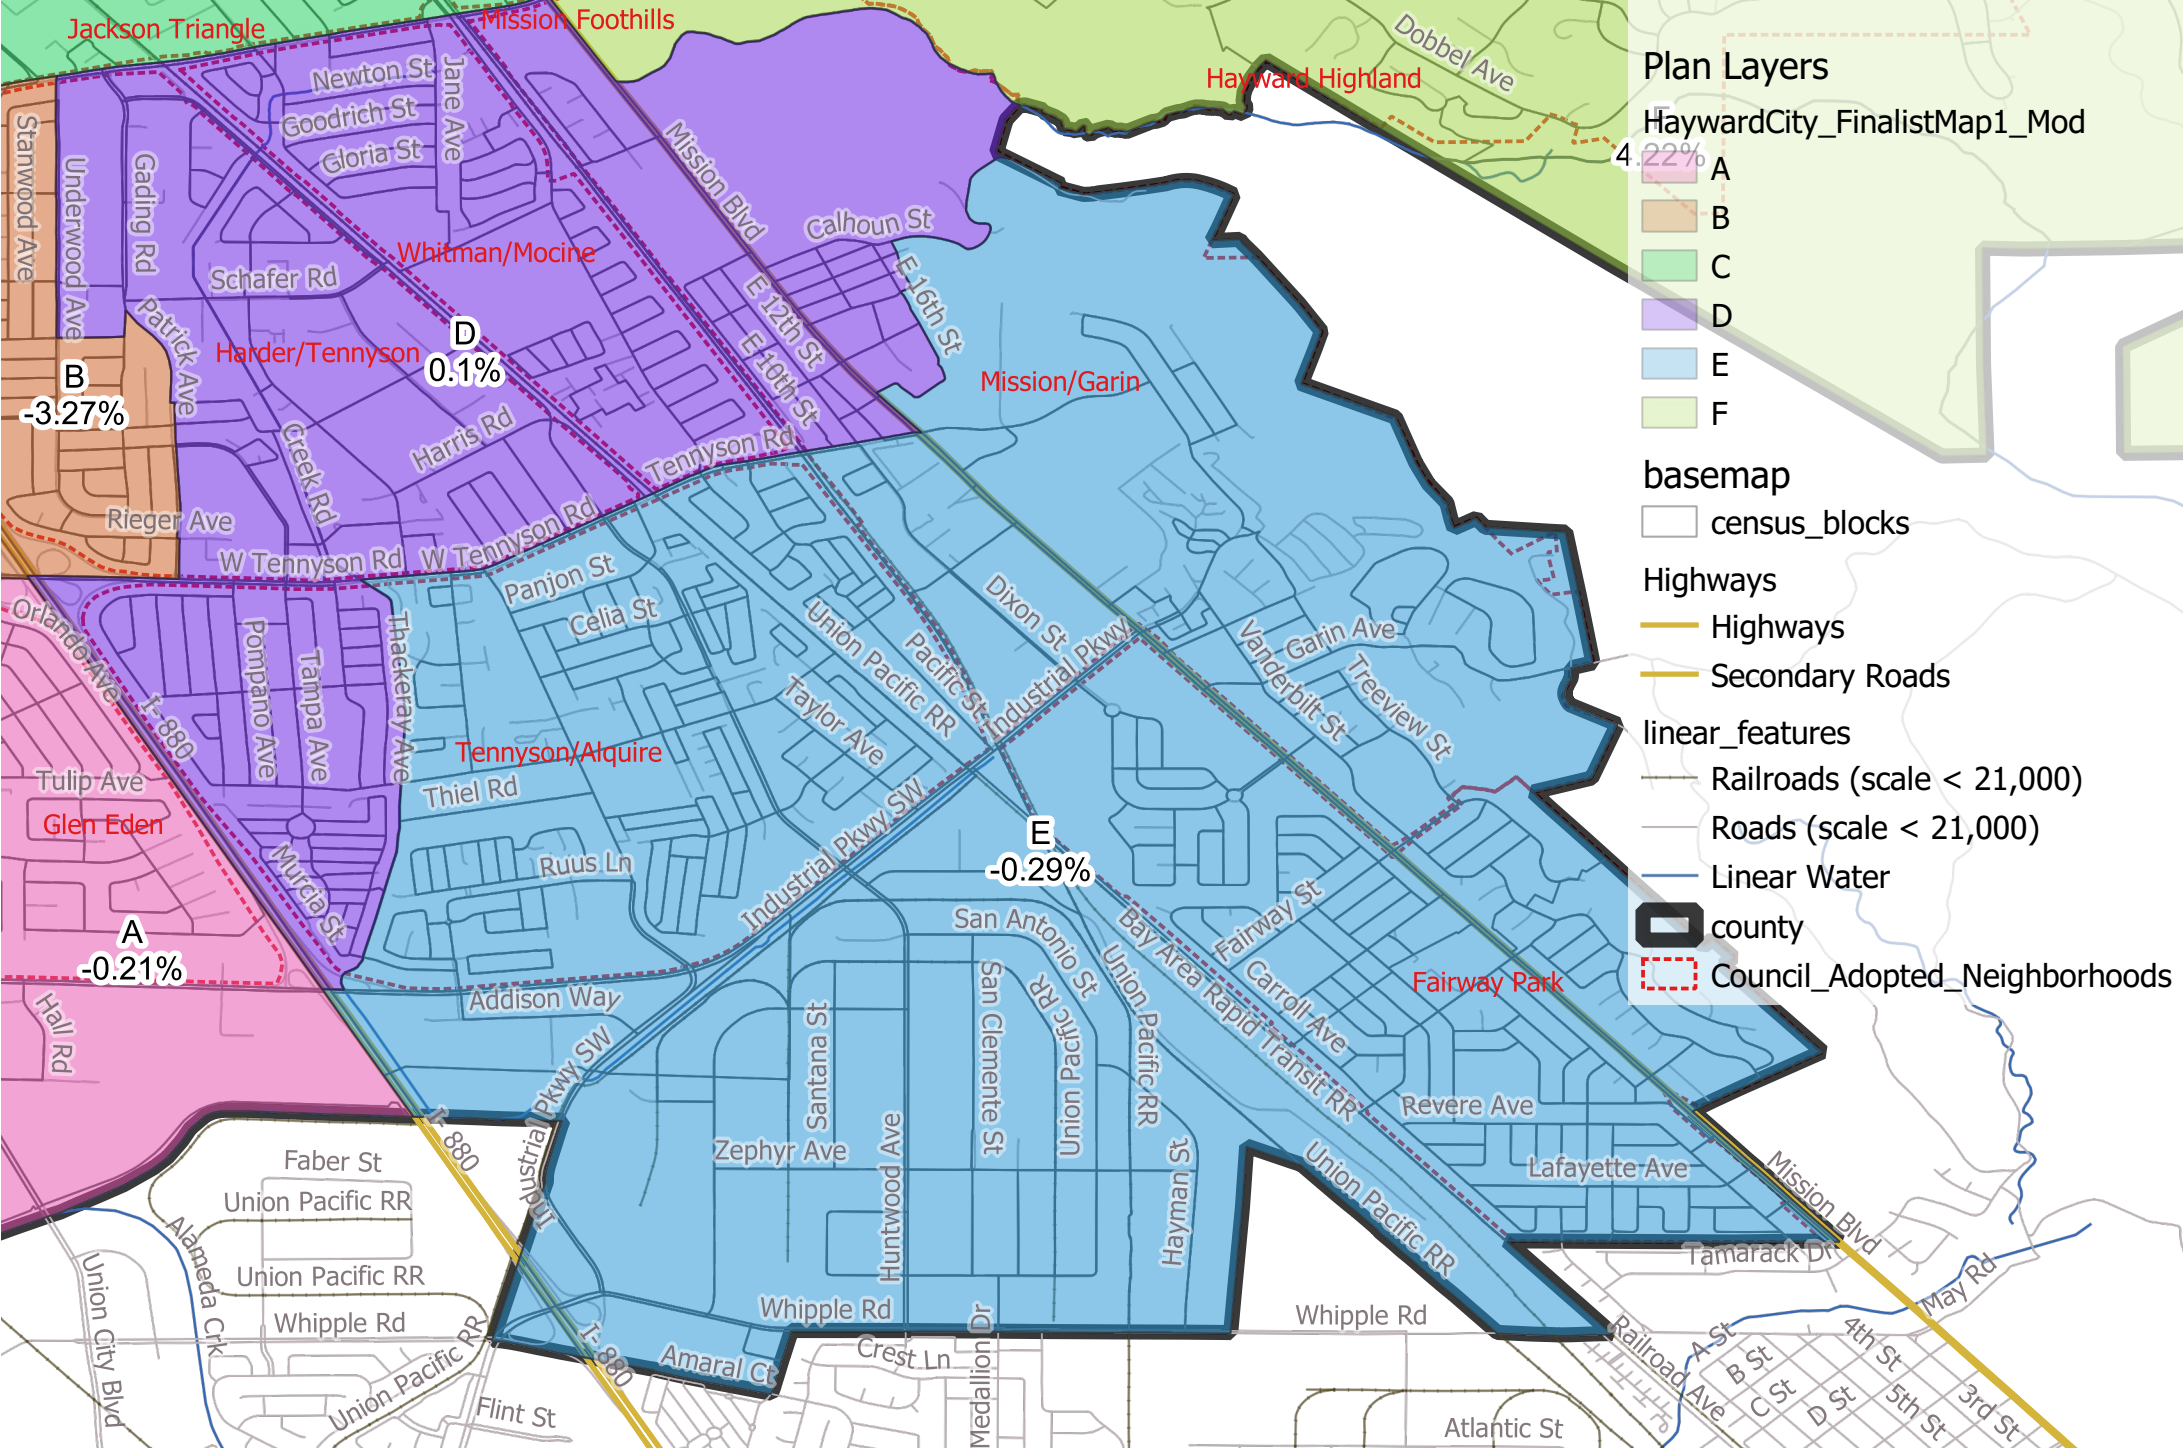 Jackson Triangle
Mission Foothills
Hayward Highland
Dobbel Ave
Newton St
Goodrich St
Gloria St
Jane Ave
Mission Blvd
Stanwood Ave
Underwood Ave
Gading Rd
Schafer Rd
Whitman/Mocine
Calhoun St
E 16th St
E 12th St
E 10th St
Patrick Ave
Harder/Tennyson
D
0.1%
B
-3.27%
Mission/Garin
Harris Rd
Creek Rd
Tennyson Rd
Rieger Ave
W Tennyson Rd
W Tennyson Rd
Panjon St
Celia St
Orlando Ave
Pompano Ave
Tampa Ave
Thackeray Ave
I- 880
Union Pacific RR
Pacific St
Dixon St
Industrial Pkwy
Vanderbilt St
Garin Ave
Treeview St
Taylor Ave
Tennyson/Alquire
Thiel Rd
Tulip Ave
Glen Eden
Murcia St
Ruus Ln
Industrial Pkwy SW
E
-0.29%
A
-0.21%
Hall Rd
Addison Way
San Antonio St
Fairway St
Carroll Ave
Fairway Park
Bay Area Rapid Transit RR
Union Pacific RR
Union Pacific RR
San Clemente St
Santana St
Huntwood Ave
Zephyr Ave
Hayman St
Revere Ave
Lafayette Ave
Industrial Pkwy SW
I- 880
Faber St
Union Pacific RR
Alameda Crk
Union Pacific RR
Whipple Rd
Union City Blvd
Union Pacific RR
Flint St
I- 880
Amaral Ct
Whipple Rd
Crest Ln
Medallion Dr
Whipple Rd
Union Pacific RR
Tamarack Dr
Mission Blvd
May Rd
Railroad Ave
A St
B St
C St
D St
4th St
5th St
3rd St
Atlantic St
F
4.22%
Plan Layers
HaywardCity_FinalistMap1_Mod
A
B
C
D
E
F
basemap
census_blocks
Highways
Highways
Secondary Roads
linear_features
Railroads (scale < 21,000)
Roads (scale < 21,000)
Linear Water
county
Council_Adopted_Neighborhoods